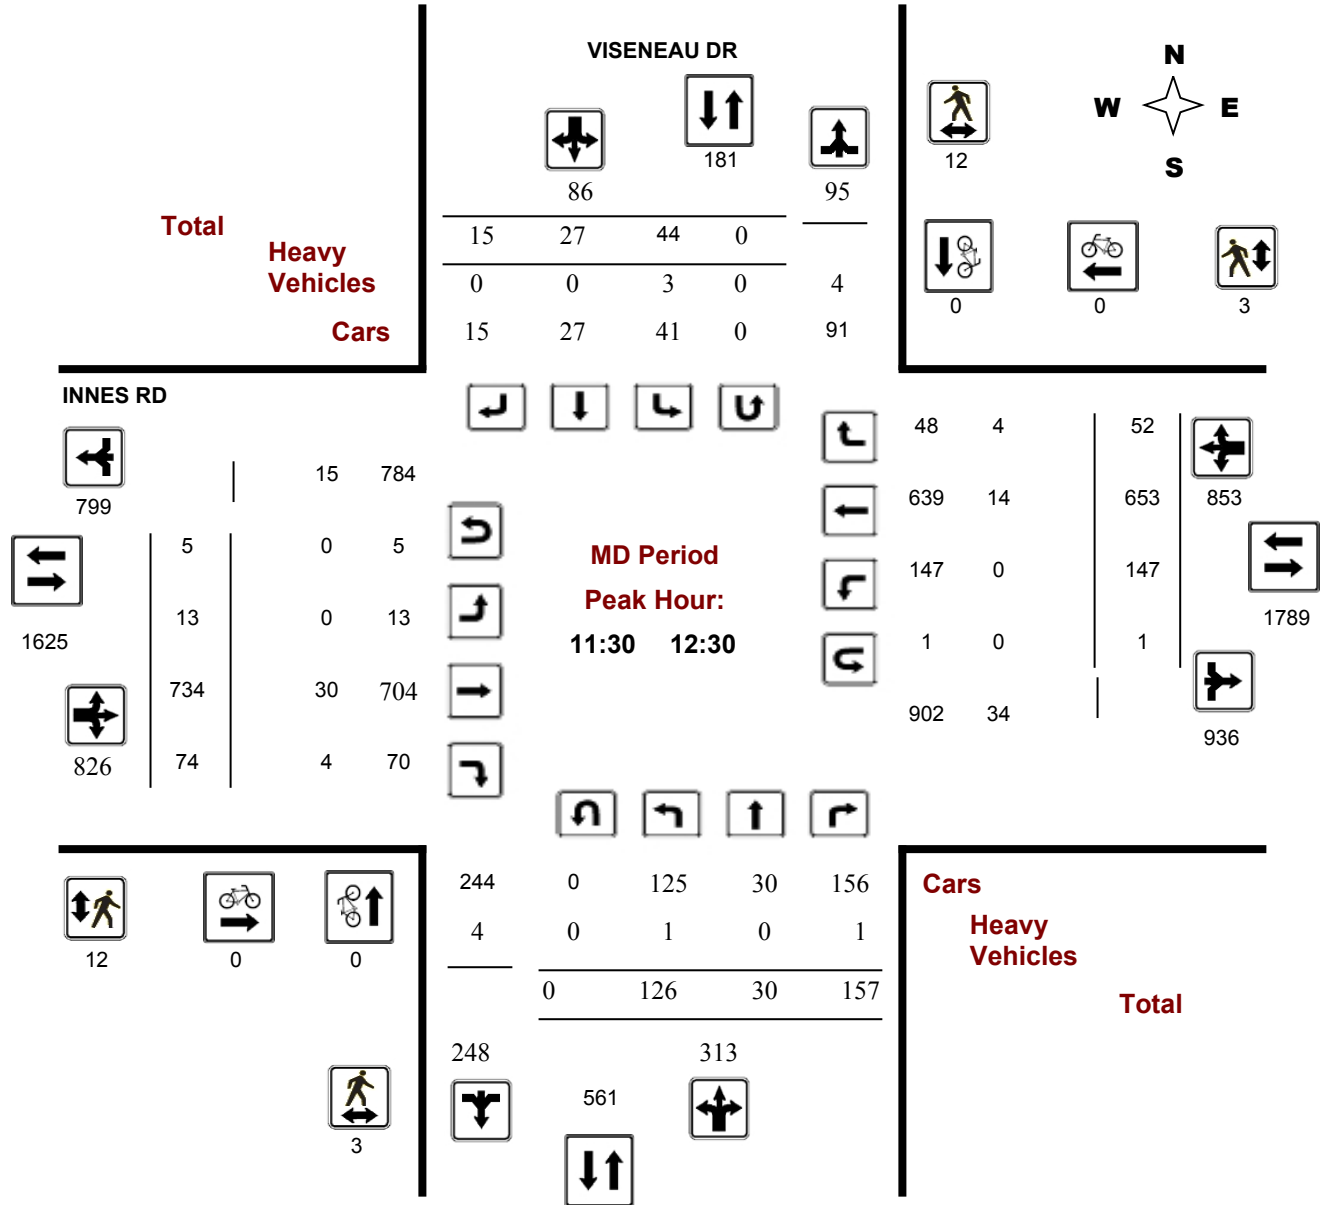 VISENEAU DR
N
W E
S
181
12
86
95
Total
15 27 44 0
Heavy
Vehicles
0 0 3 0 4
0 0 3
Cars
15 27 41 0 91
INNES RD
48 4 52
15 784
799
639 14 653 853
5 0 5
MD Period
147 0 147
Peak Hour:
13 0 13
1789
1625
11:30 12:30
1 0 1
734 30 704
902 34
936
826 74 4 70
244 0 125 30 156
Cars
4 0 1 0 1
Heavy
Vehicles
12 0 0
0 126 30 157
Total
248 313
561
3